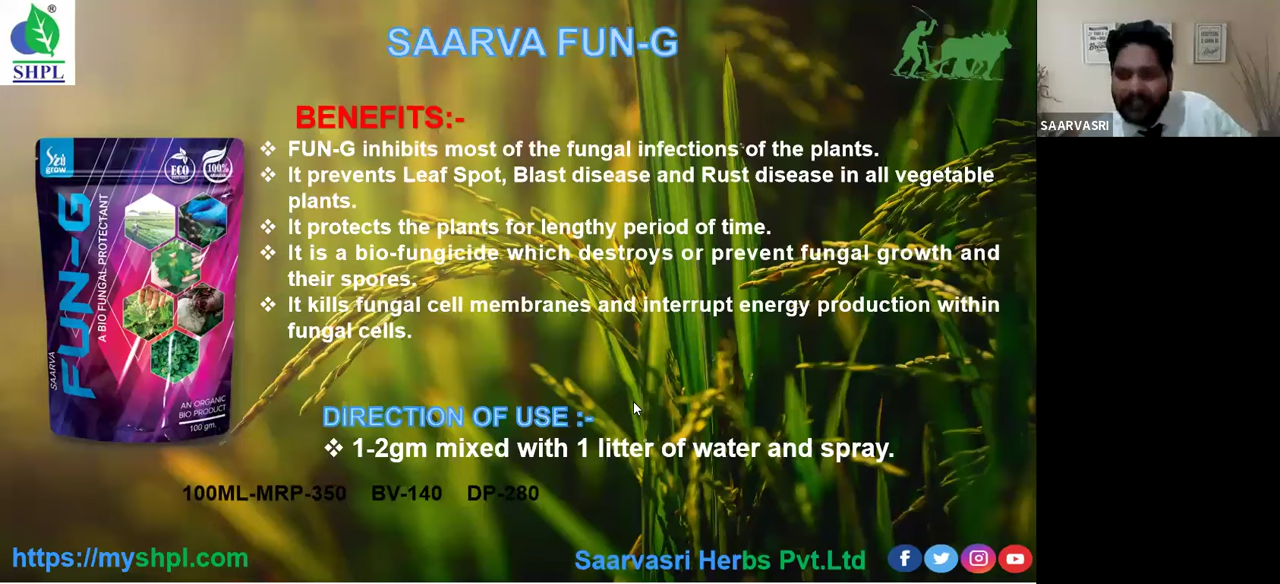 SHPL
SAARVA FUN-G
SAARVASRI
BENEFITS:-
❖ FUN-G inhibits most of the fungal infections of the plants.
❖ It prevents Leaf Spot, Blast disease and Rust disease in all vegetable
plants.
❖ It protects the plants for lengthy period of time.
❖ It is a bio-fungicide which destroys or prevent fungal growth and
their spores.
❖ It kills fungal cell membranes and interrupt energy production within
fungal cells.
grow
ECO
100%
SAARVA
FUN-G
A BIO FUNGAL-PROTECTANT
AN ORGANIC
BIO PRODUCT
100 gm.
DIRECTION OF USE :-
❖ 1-2gm mixed with 1 litter of water and spray.
100ML-MRP-350 BV-140 DP-280
https://myshpl.com
Saarvasri Herbs Pvt.Ltd